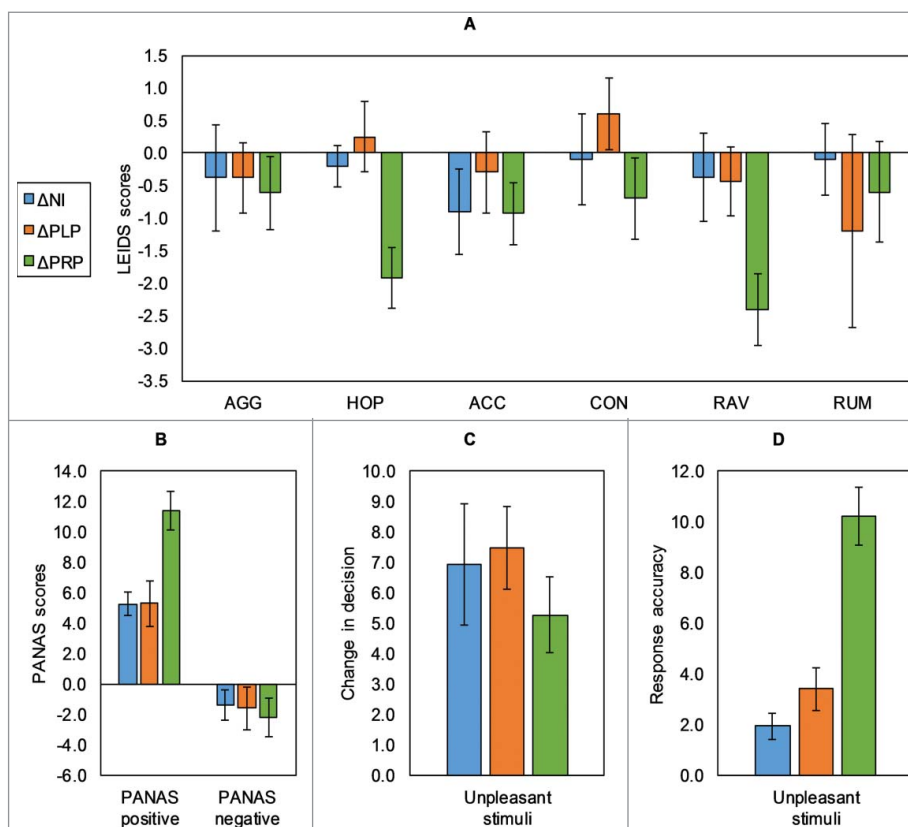 A
LEIDS scores
1.5
1.0
0.5
0.0
-0.5
-1.0
-1.5
-2.0
-2.5
-3.0
-3.5
AGG HOP ACC CON RAV RUM
ΔNI
ΔPLP
ΔPRP
B
PANAS scores
14.0
12.0
10.0
8.0
6.0
4.0
2.0
0.0
-2.0
-4.0
-6.0
PANAS positive
PANAS negative
C
Change in decision
10.0
9.0
8.0
7.0
6.0
5.0
4.0
3.0
2.0
1.0
0.0
Unpleasant
stimuli
D
Response accuracy
12.0
10.0
8.0
6.0
4.0
2.0
0.0
Unpleasant
stimuli